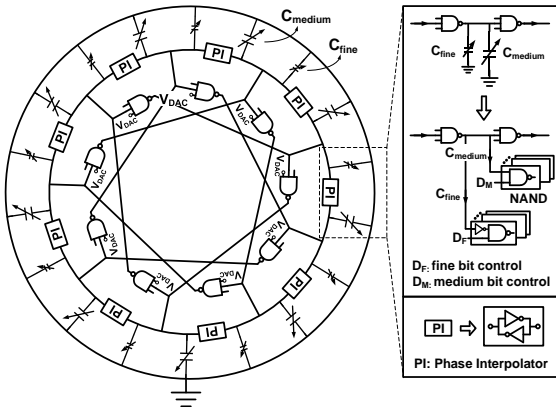 C_medium
C_fine
PI
PI
PI
PI
PI
PI
PI
PI
PI
V_DAC
V_DAC
V_DAC
V_DAC
V_DAC
V_DAC
V_DAC
V_DAC
V_DAC
C_fine
C_medium
C_medium
D_M
NAND
C_fine
D_F
D_F: fine bit control
D_M: medium bit control
PI
PI: Phase Interpolator